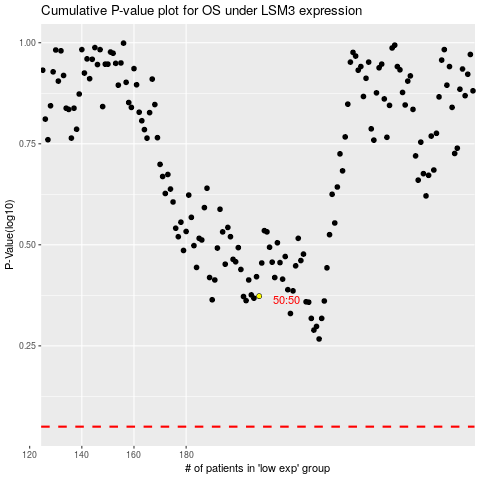 Cumulative P-value plot for OS under LSM3 expression
P-Value(log10)
1.00
0.75
0.50
0.25
50:50
120 140 160 180
# of patients in 'low exp' group